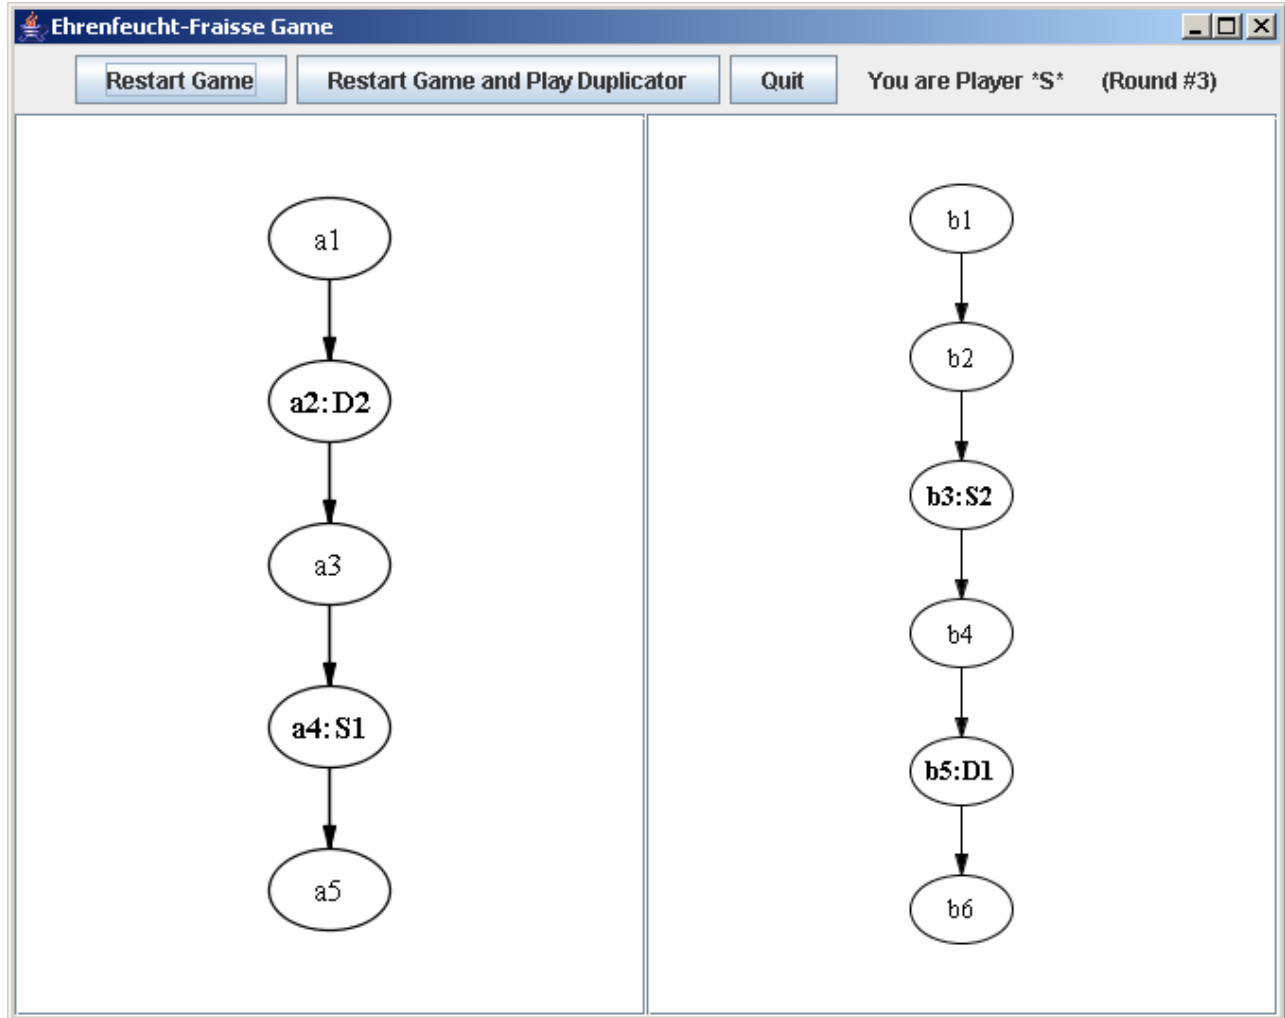 Ehrenfeucht-Fraisse Game
Restart Game Restart Game and Play Duplicator Quit You are Player *S* (Round #3)
a1
a2:D2
a3
a4:S1
a5
b1
b2
b3:S2
b4
b5:D1
b6